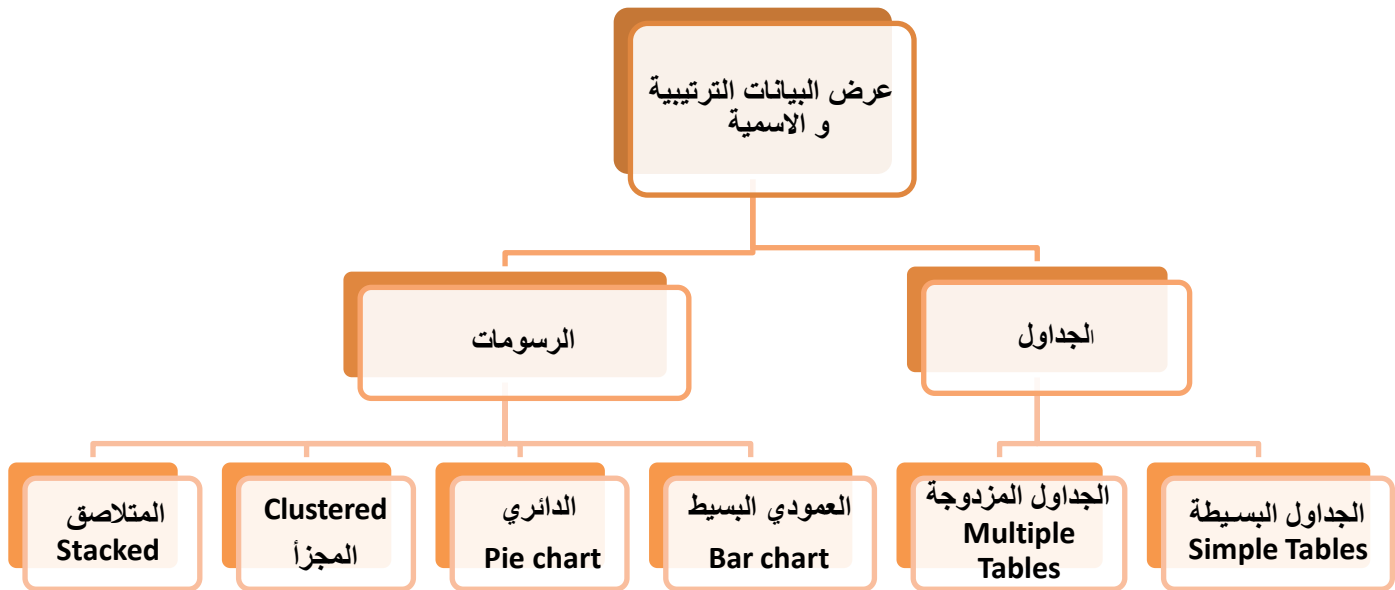 عرض البيانات الترتيبية
و الاسمية
الجداول
الرسومات
الجداول البسيطة
Simple Tables
الجداول المزدوجة
Multiple
Tables
العمودي البسيط
Bar chart
الدائري
Pie chart
Clustered
المجزأ
المتلاصق
Stacked